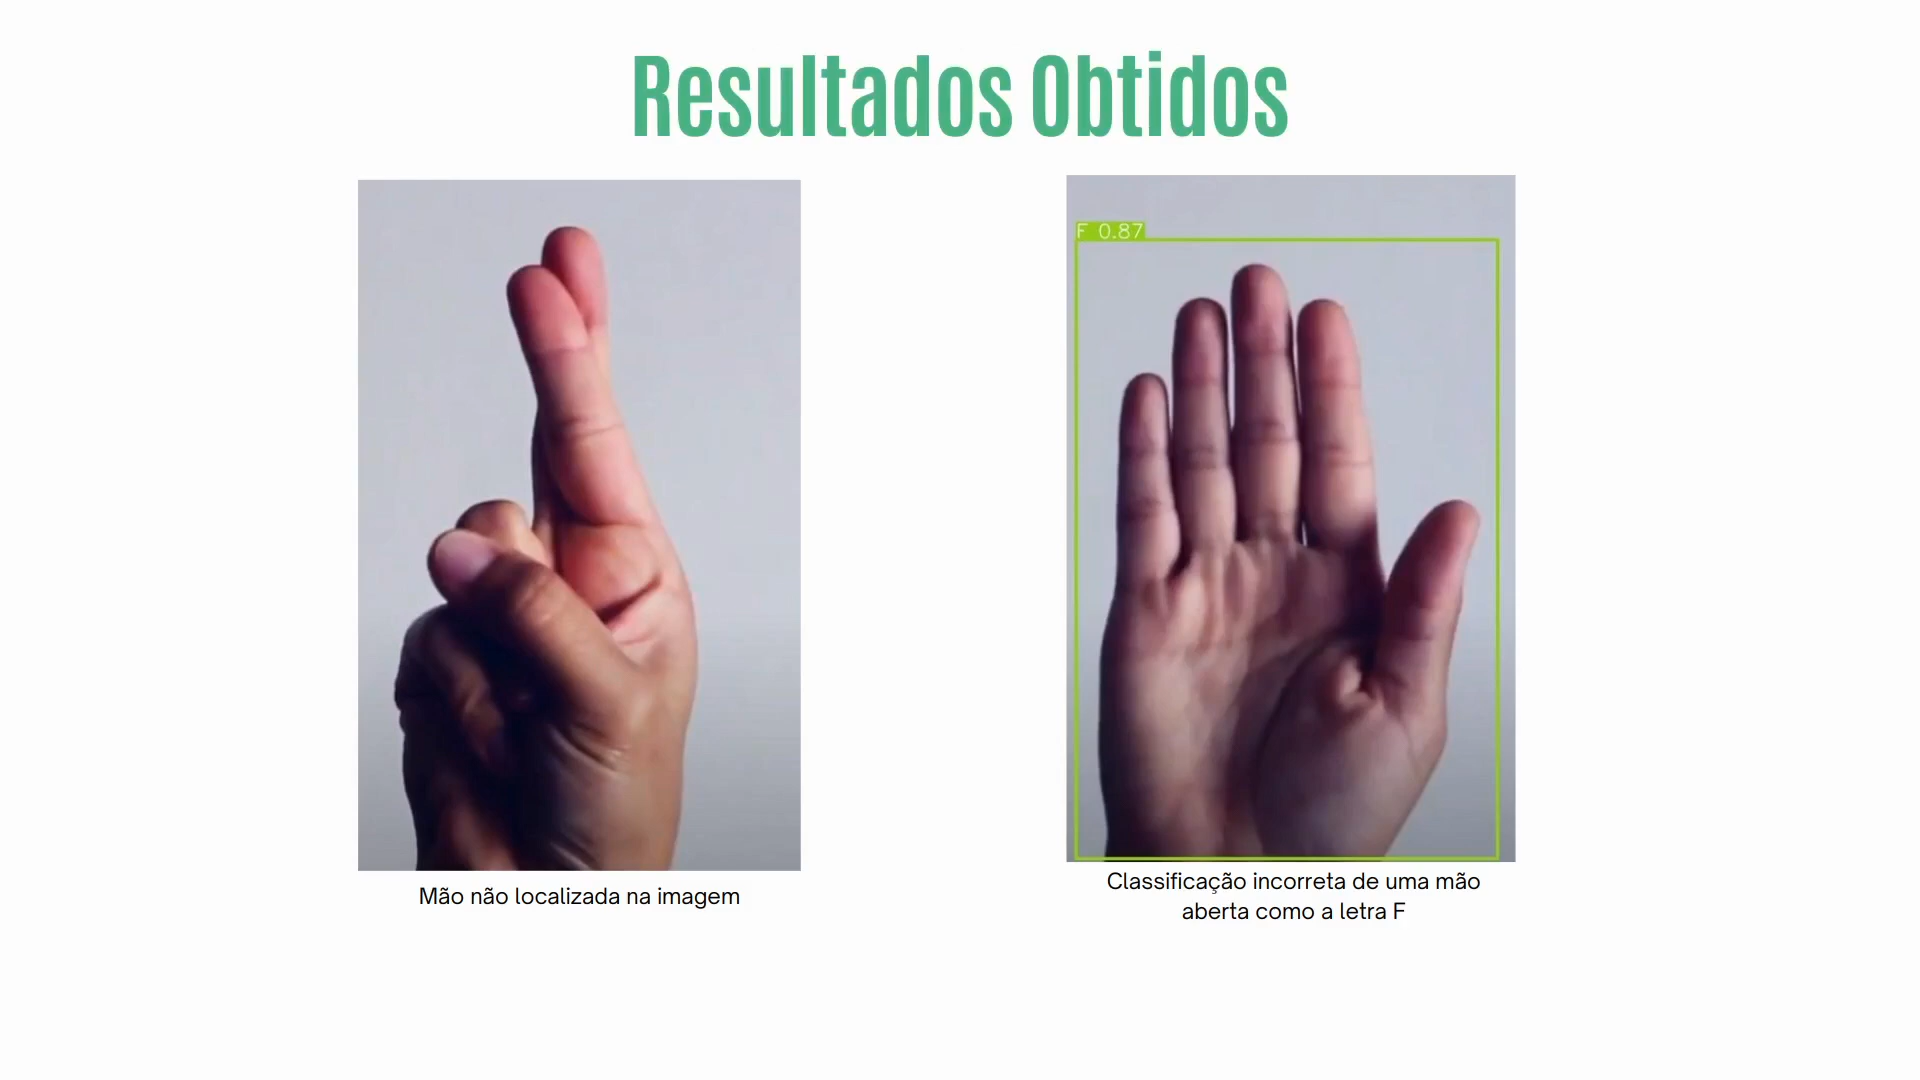 Resultados Obtidos
F 0.87
Mão não localizada na imagem
Classificação incorreta de uma mão
aberta como a letra F